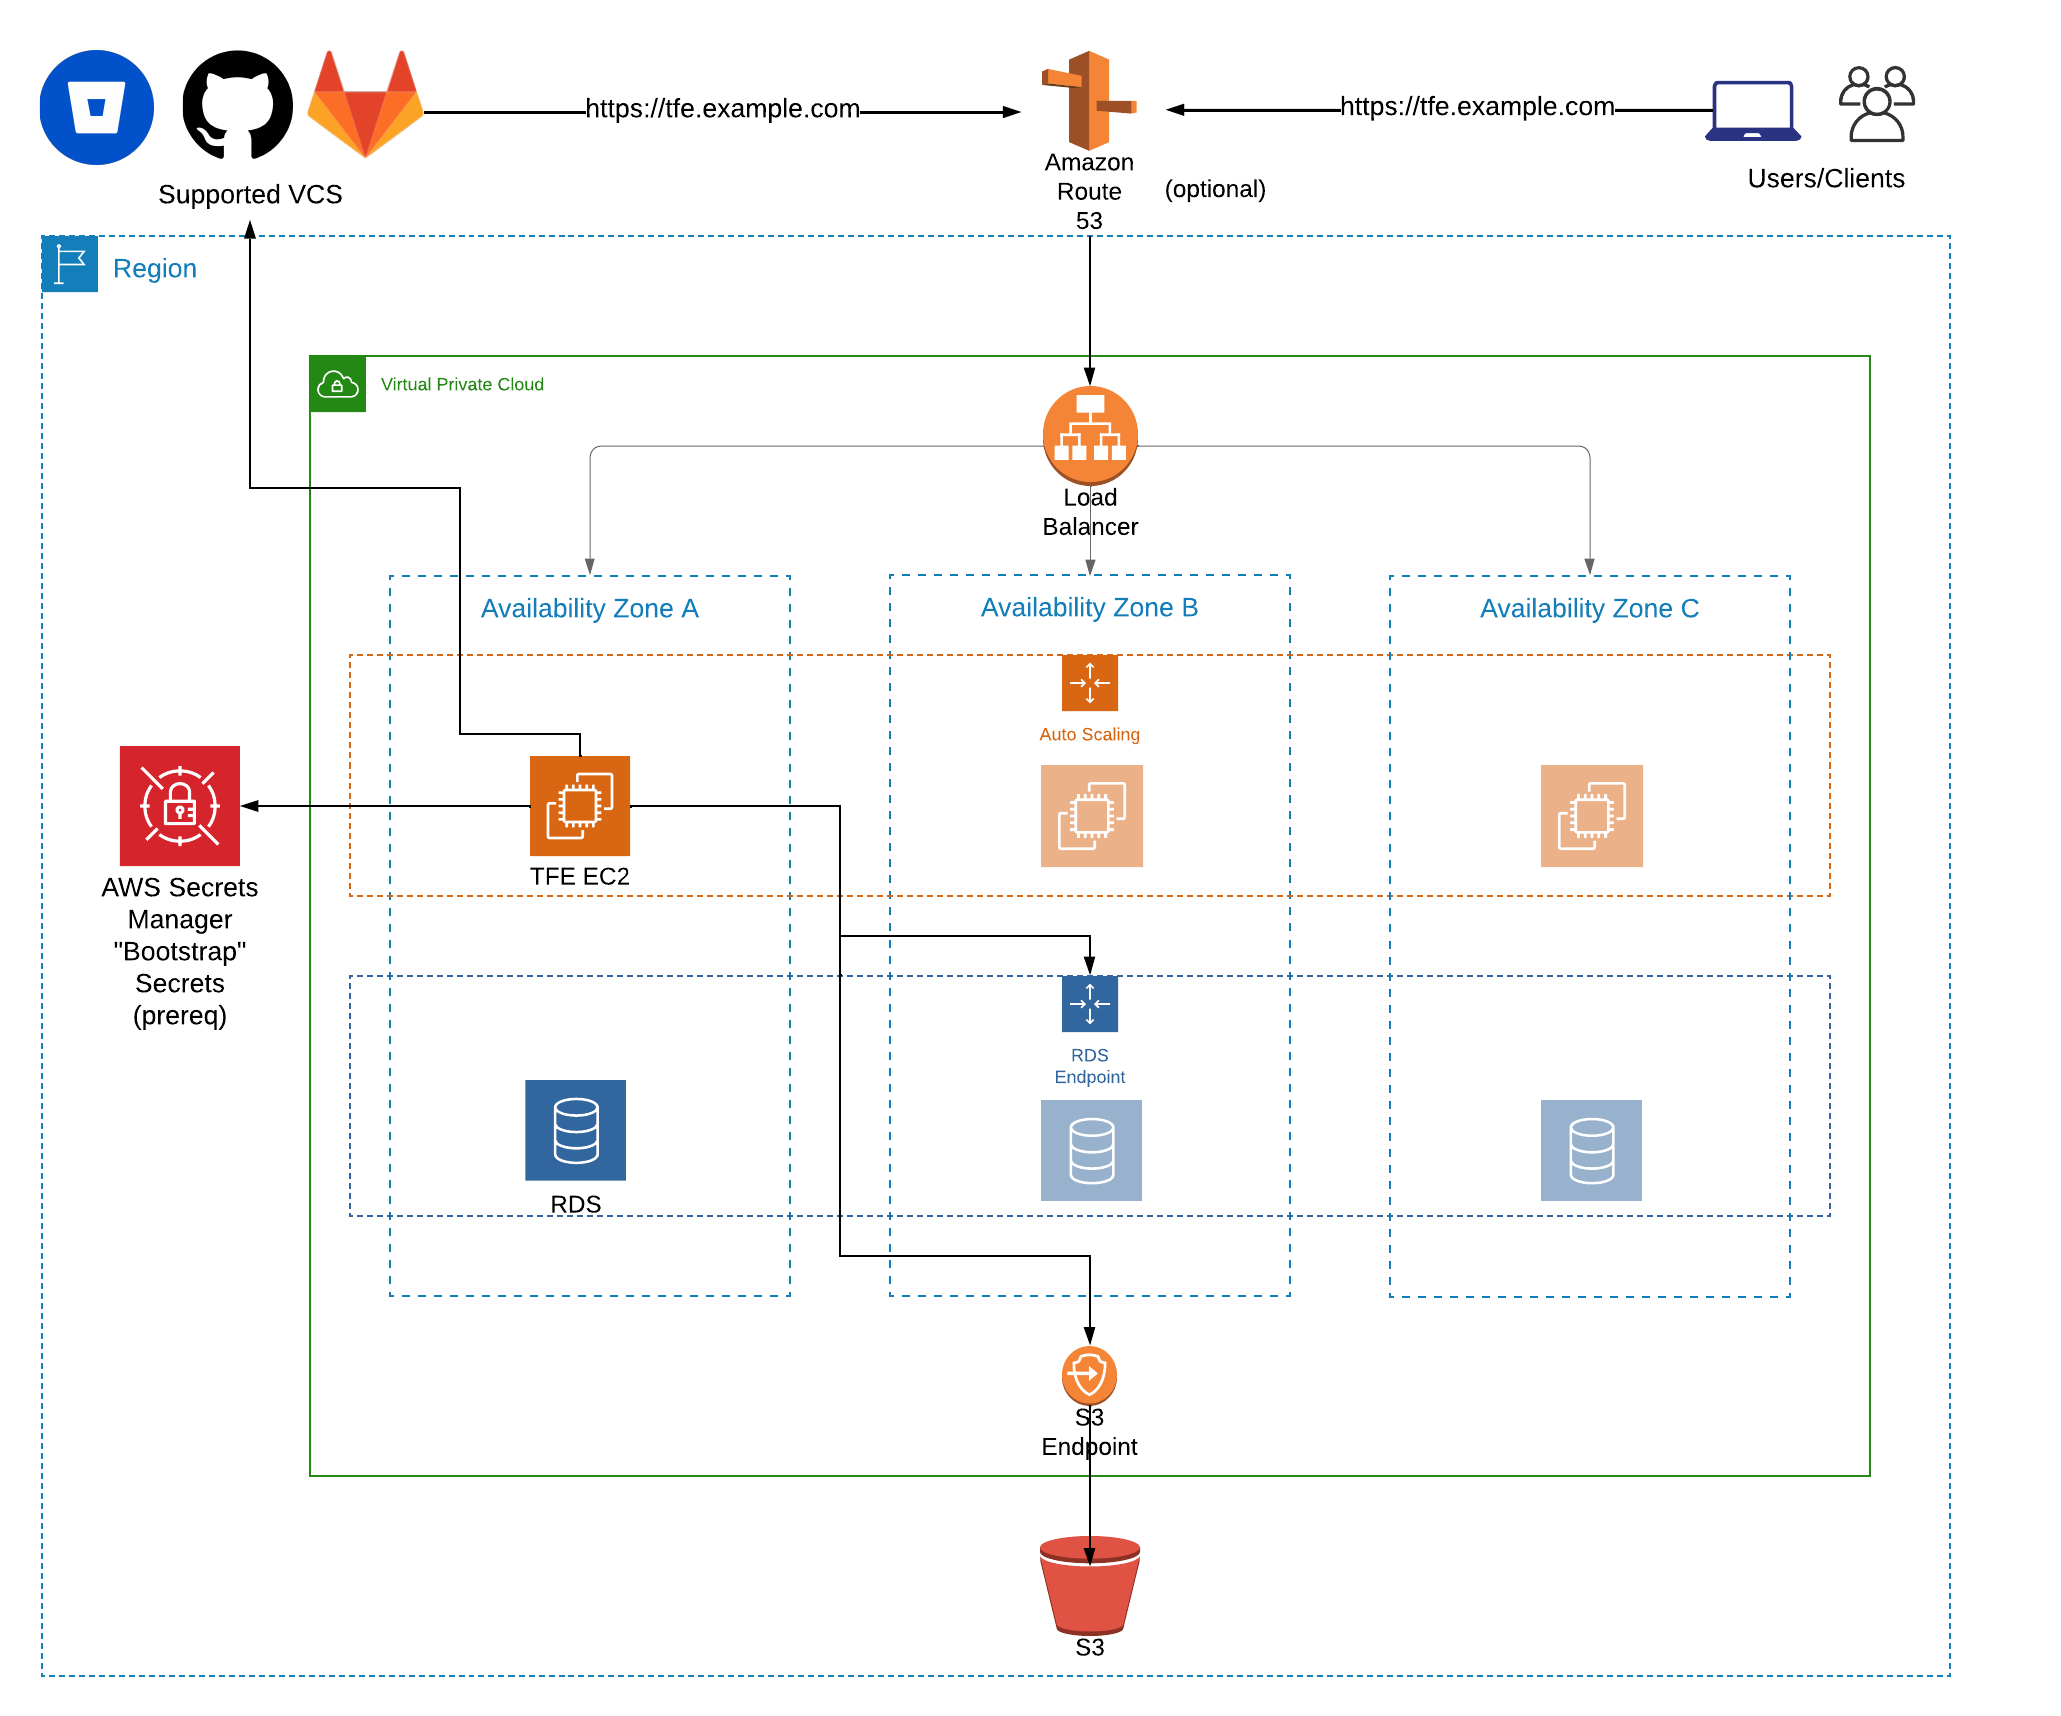 https://tfe.example.com
https://tfe.example.com
Supported VCS
Amazon
Route
53
(optional)
Users/Clients
Region
Virtual Private Cloud
Load
Balancer
Availability Zone A
Availability Zone B
Availability Zone C
Auto Scaling
TFE EC2
AWS Secrets
Manager
"Bootstrap"
Secrets
(prereq)
RDS
Endpoint
RDS
S3
Endpoint
S3